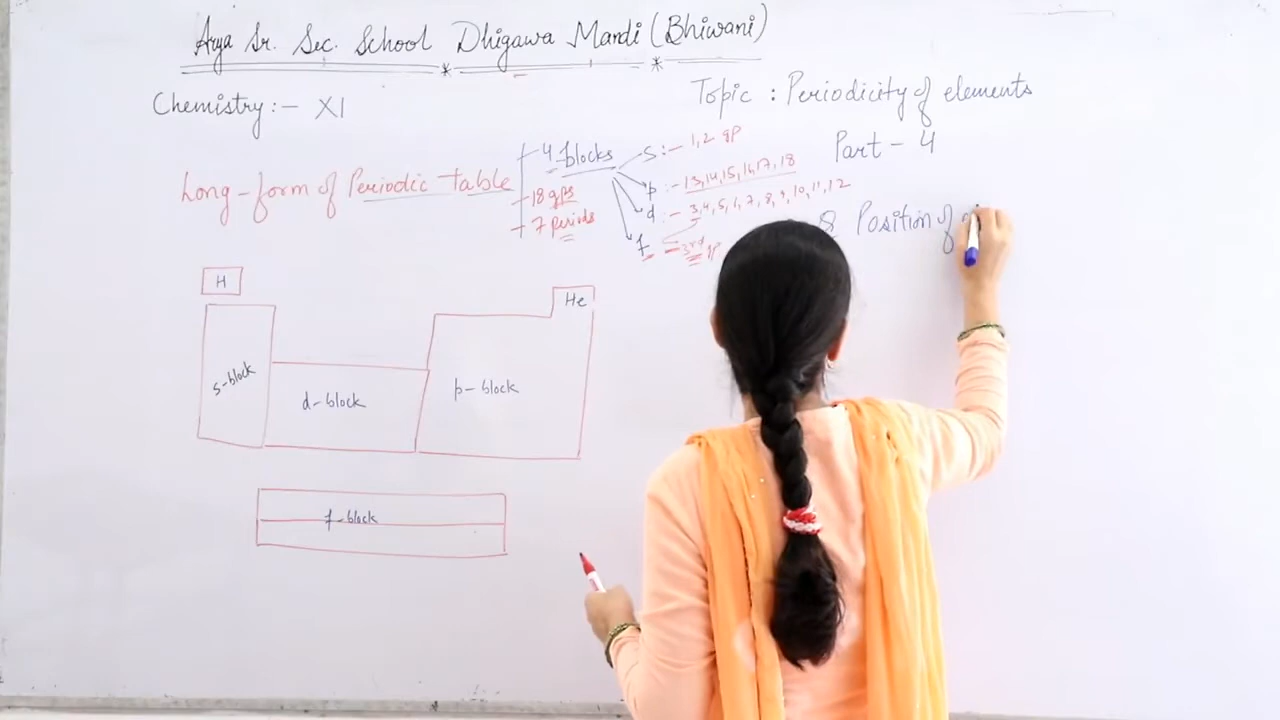 Arya Sr. Sec. School Dhigawa Mandi (Bhiwani)
Chemistry :- XI
Topic : Periodicity of elements
Part - 4
Long-form of Periodic table
4 blocks
18 gps
7 periods
s :- 1,2 gp
p :- 13,14,15,16,17,18
d :- 3,4,5,6,7,8,9,10,11,12
f - 3rd gp
& Position of
H
He
s-block
d-block
p-block
f-block